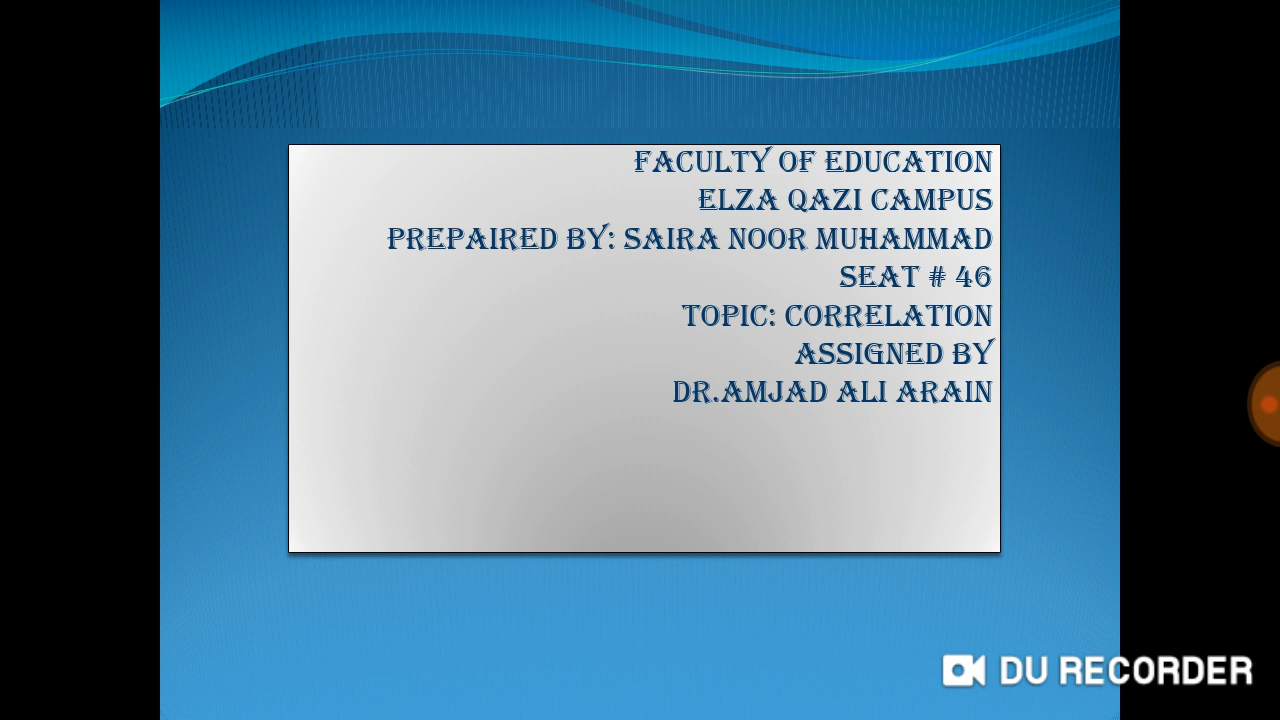 FACULTY OF EDUCATION
ELZA QAZI CAMPUS
PREPAIRED BY: SAIRA NOOR MUHAMMAD
SEAT # 46
TOPIC: CORRELATION
ASSIGNED BY
DR.AMJAD ALI ARAIN
DU RECORDER